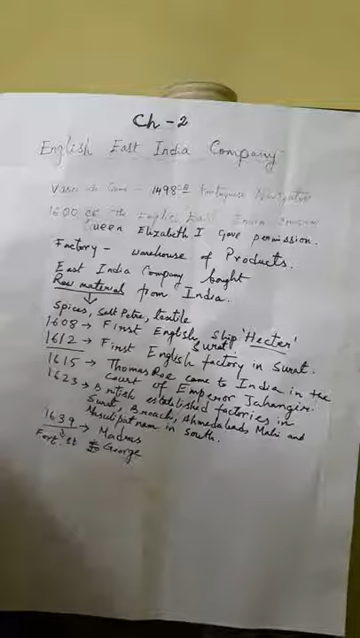 Ch - 2
English East India Company
Vasco da Gama - 1498 CE Portuguese Navigator
1600 CE the English East India
Queen Elizabeth I gave permission.
Factory - warehouse of Products.
East India Company bought
Raw material from India.
Spices, Salt Petre, textile
1608 → First English Ship 'Hector'
Surat
1612 → First English factory in Surat.
1615 → Thomas Roe came to India in the
court of Emperor Jahangir.
1623 → British established factories in
Surat, Broach, Ahmedabad, and
Masulipatnam in South.
1639 → Madras
Fort St George